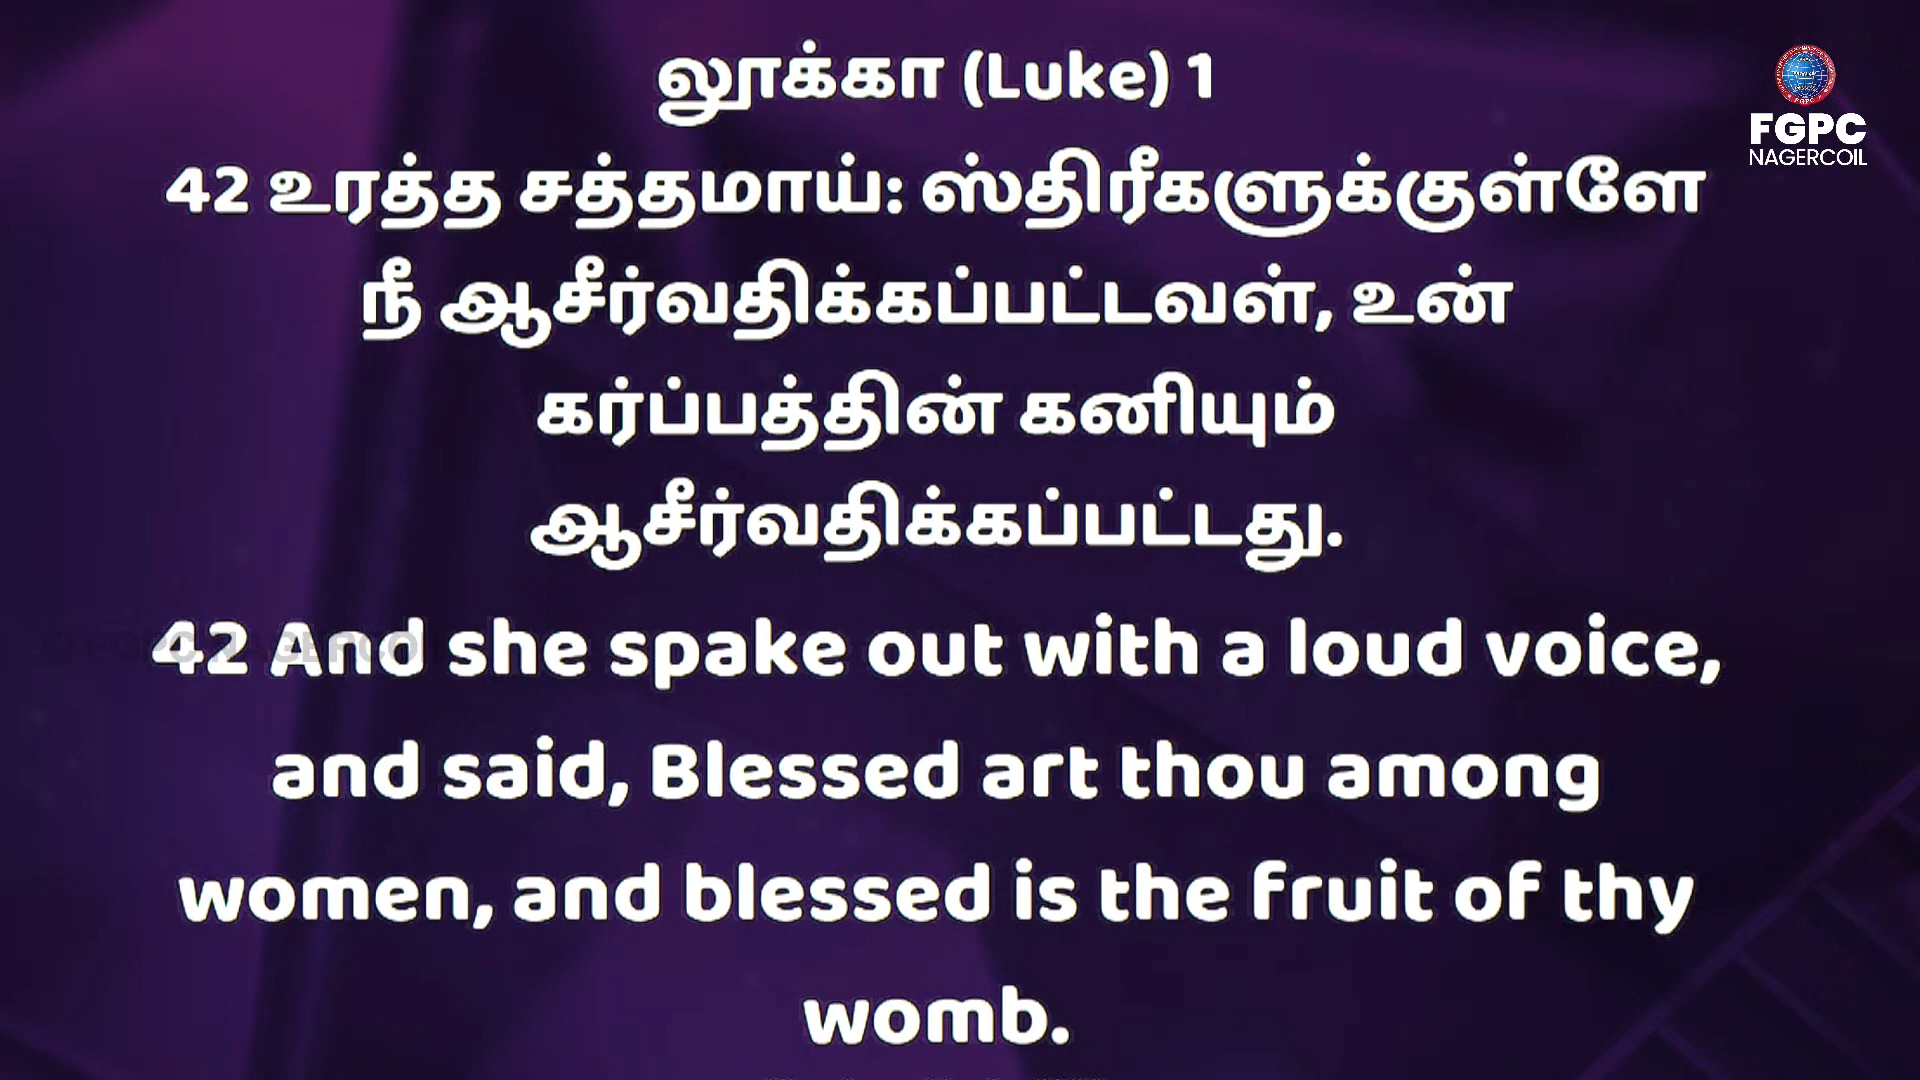 லூக்கா (Luke) 1
FGPC
NAGERCOIL
42 உரத்த சத்தமாய்: ஸ்திரீகளுக்குள்ளே
நீ ஆசீர்வதிக்கப்பட்டவள், உன்
கர்ப்பத்தின் கனியும்
ஆசீர்வதிக்கப்பட்டது.
42 And she spake out with a loud voice,
and said, Blessed art thou among
women, and blessed is the fruit of thy
womb.